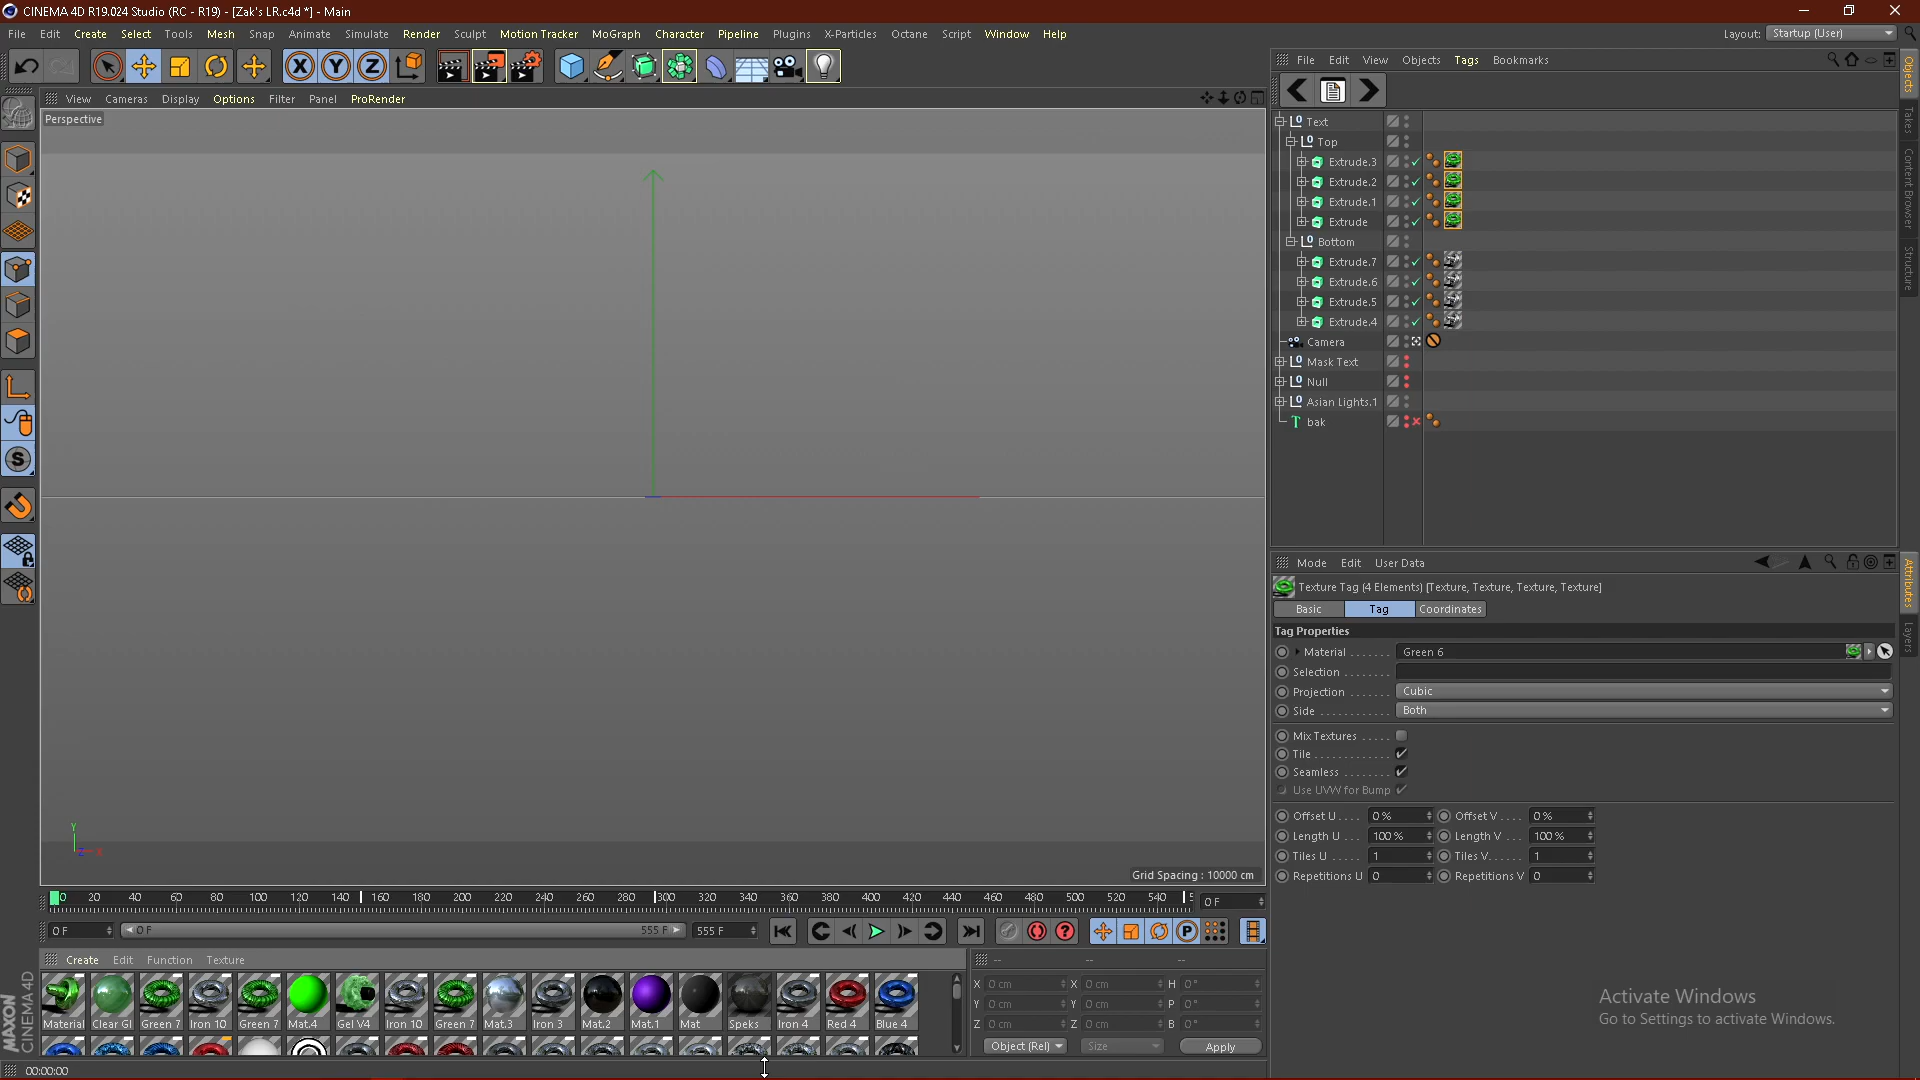 CINEMA 4D R19.024 Studio (RC - R19) - [Zak's LR.c4d *] - Main
File Edit Create Select Tools Mesh Snap Animate Simulate Render Sculpt Motion Tracker MoGraph Character Pipeline Plugins X-Particles Octane Script Window Help
Layout: Startup (User)
File Edit View Objects Tags Bookmarks
View Cameras Display Options Filter Panel ProRender
Perspective
Text
Top
Extrude.3
Extrude.2
Extrude.1
Extrude
Bottom
Extrude.7
Extrude.6
Extrude.5
Extrude.4
Camera
Mask Text
Null
Asian Lights.1
bak
Objects
Takes
Content Browser
Structure
Mode Edit User Data
Texture Tag (4 Elements) [Texture, Texture, Texture, Texture]
Basic Tag Coordinates
Tag Properties
Material Green 6
Selection
Projection Cubic
Side Both
Mix Textures
Tile
Seamless
Use UVW for Bump
Offset U 0 % Offset V 0 %
Length U 100 % Length V 100 %
Tiles U 1 Tiles V 1
Repetitions U 0 Repetitions V 0
Attributes
Layers
Y
Z X
Grid Spacing : 10000 cm
0 20 40 60 80 100 120 140 160 180 200 220 240 260 280 300 320 340 360 380 400 420 440 460 480 500 520 540 0 F
0 F 0 F 555 F 555 F
Create Edit Function Texture
-- -- --
Material Clear Gl Green 7 Iron 10 Green 7 Mat.4 Gel V4 Iron 10 Green 7 Mat.3 Iron 3 Mat.2 Mat.1 Mat Speks Iron 4 Red 4 Blue 4
X 0 cm X 0 cm H 0 °
Y 0 cm Y 0 cm P 0 °
Z 0 cm Z 0 cm B 0 °
Object (Rel) Size Apply
MAXON
CINEMA 4D
00:00:00
Activate Windows
Go to Settings to activate Windows.